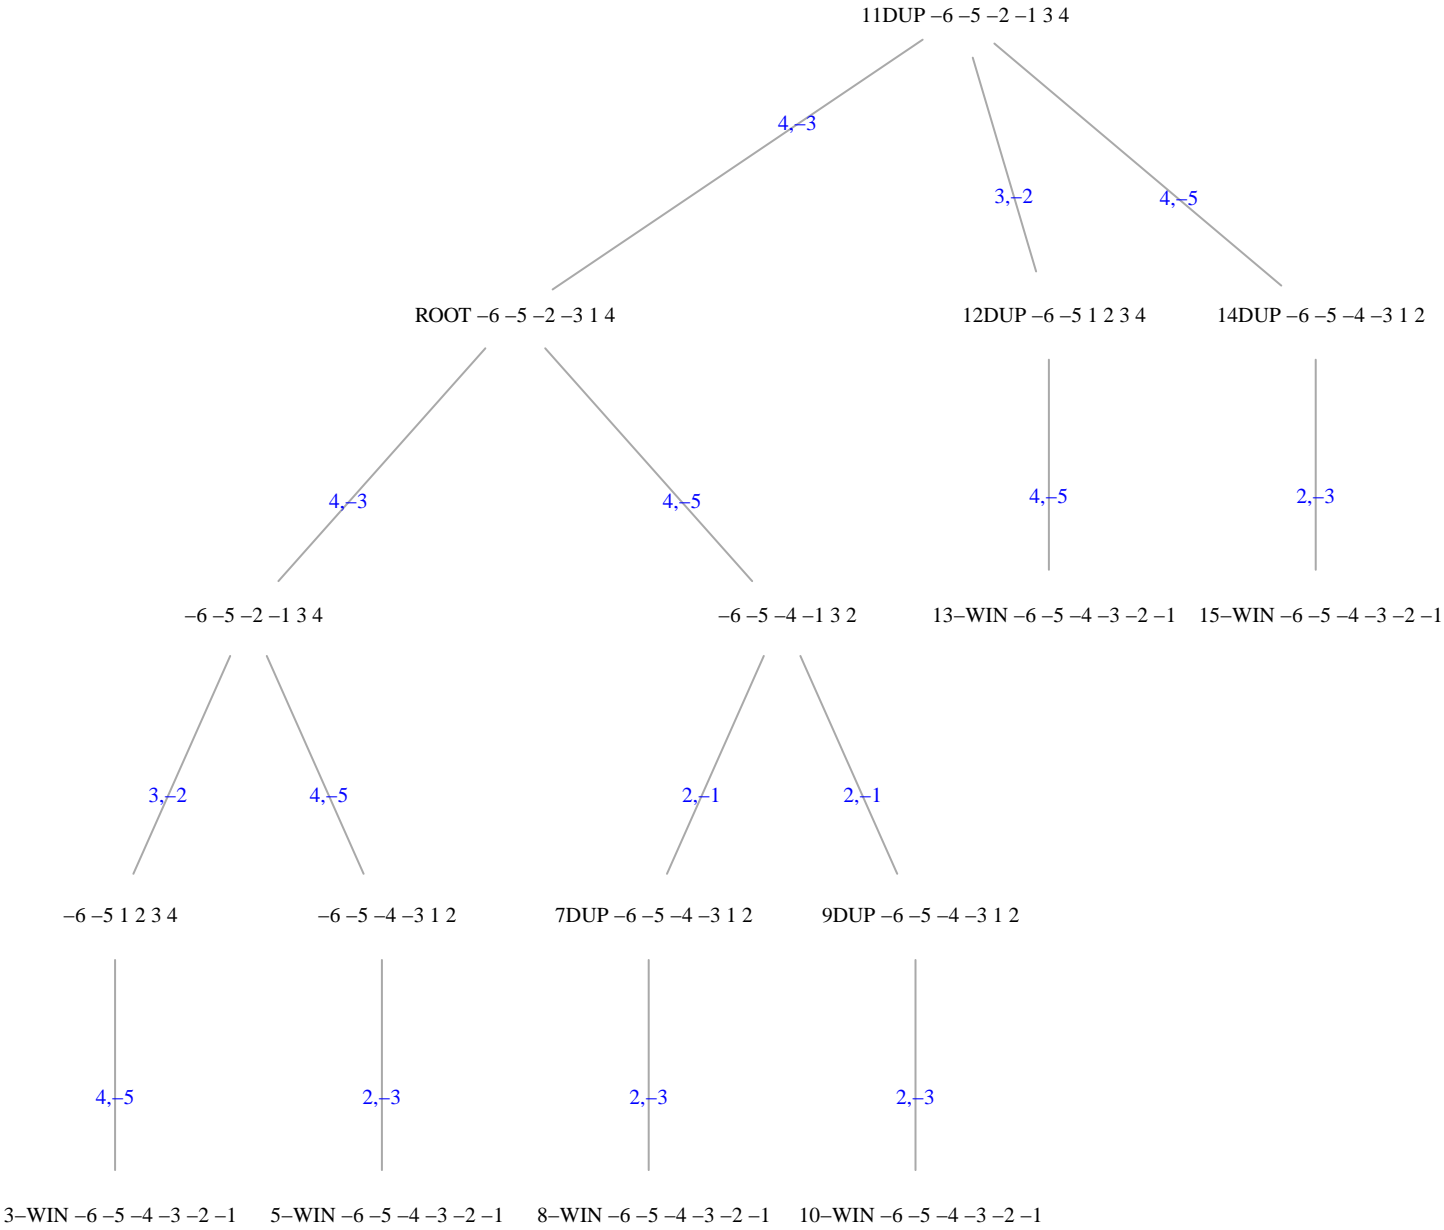 11DUP –6 –5 –2 –1 3 4
4,–3
3,–2
4,–5
ROOT –6 –5 –2 –3 1 4
12DUP –6 –5 1 2 3 4
14DUP –6 –5 –4 –3 1 2
4,–3
4,–5
4,–5
2,–3
–6 –5 –2 –1 3 4
–6 –5 –4 –1 3 2
13–WIN –6 –5 –4 –3 –2 –1
15–WIN –6 –5 –4 –3 –2 –1
3,–2
4,–5
2,–1
2,–1
–6 –5 1 2 3 4
–6 –5 –4 –3 1 2
7DUP –6 –5 –4 –3 1 2
9DUP –6 –5 –4 –3 1 2
4,–5
2,–3
2,–3
2,–3
3–WIN –6 –5 –4 –3 –2 –1
5–WIN –6 –5 –4 –3 –2 –1
8–WIN –6 –5 –4 –3 –2 –1
10–WIN –6 –5 –4 –3 –2 –1